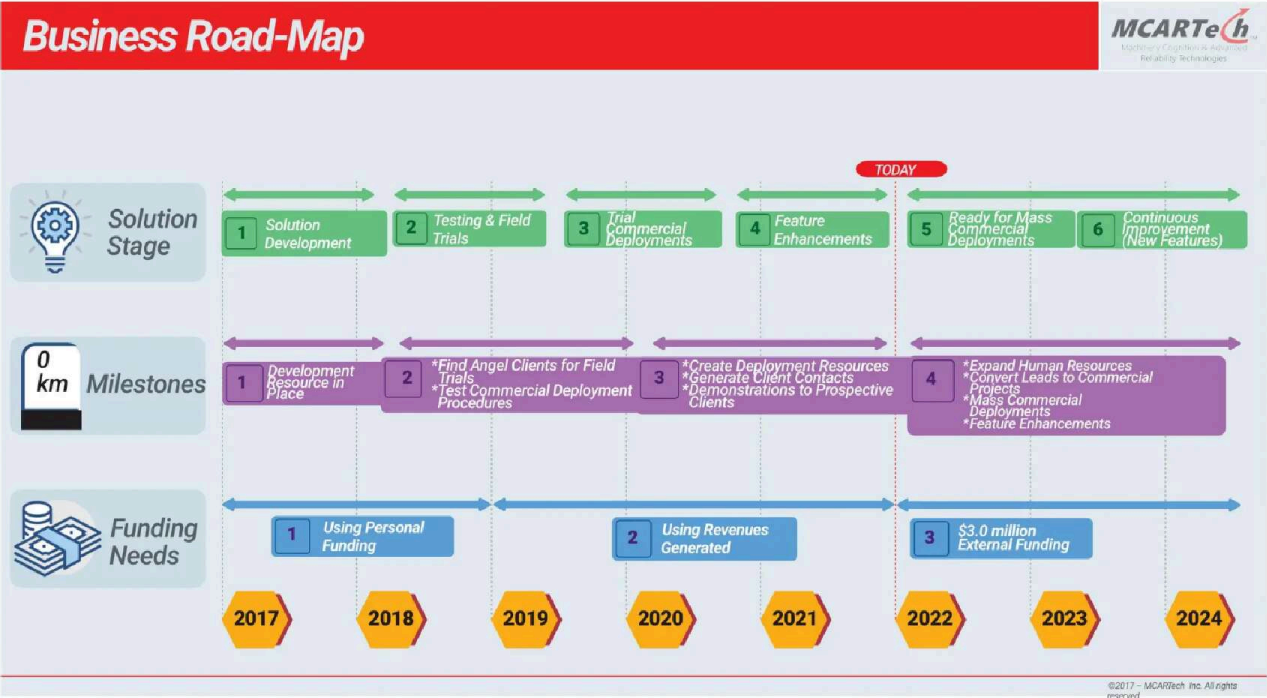 Business Road-Map
MCARTech
Machinery Cognition & Advanced
Reliability Technologies
TODAY
Solution
Stage
1
Solution
Development
2
Testing & Field
Trials
3
Trial
Commercial
Deployments
4
Feature
Enhancements
5
Ready for Mass
Commercial
Deployments
6
Continuous
Improvement
(New Features)
0
km
Milestones
1
Development
Resource in
Place
2
*Find Angel Clients for Field
Trials
*Test Commercial Deployment
Procedures
3
*Create Deployment Resources
*Generate Client Contacts
*Demonstrations to Prospective
Clients
4
*Expand Human Resources
*Convert Leads to Commercial
Projects
*Mass Commercial
Deployments
*Feature Enhancements
Funding
Needs
1
Using Personal
Funding
2
Using Revenues
Generated
3
$3.0 million
External Funding
2017
2018
2019
2020
2021
2022
2023
2024
©2017 – MCARTech Inc. All rights
reserved